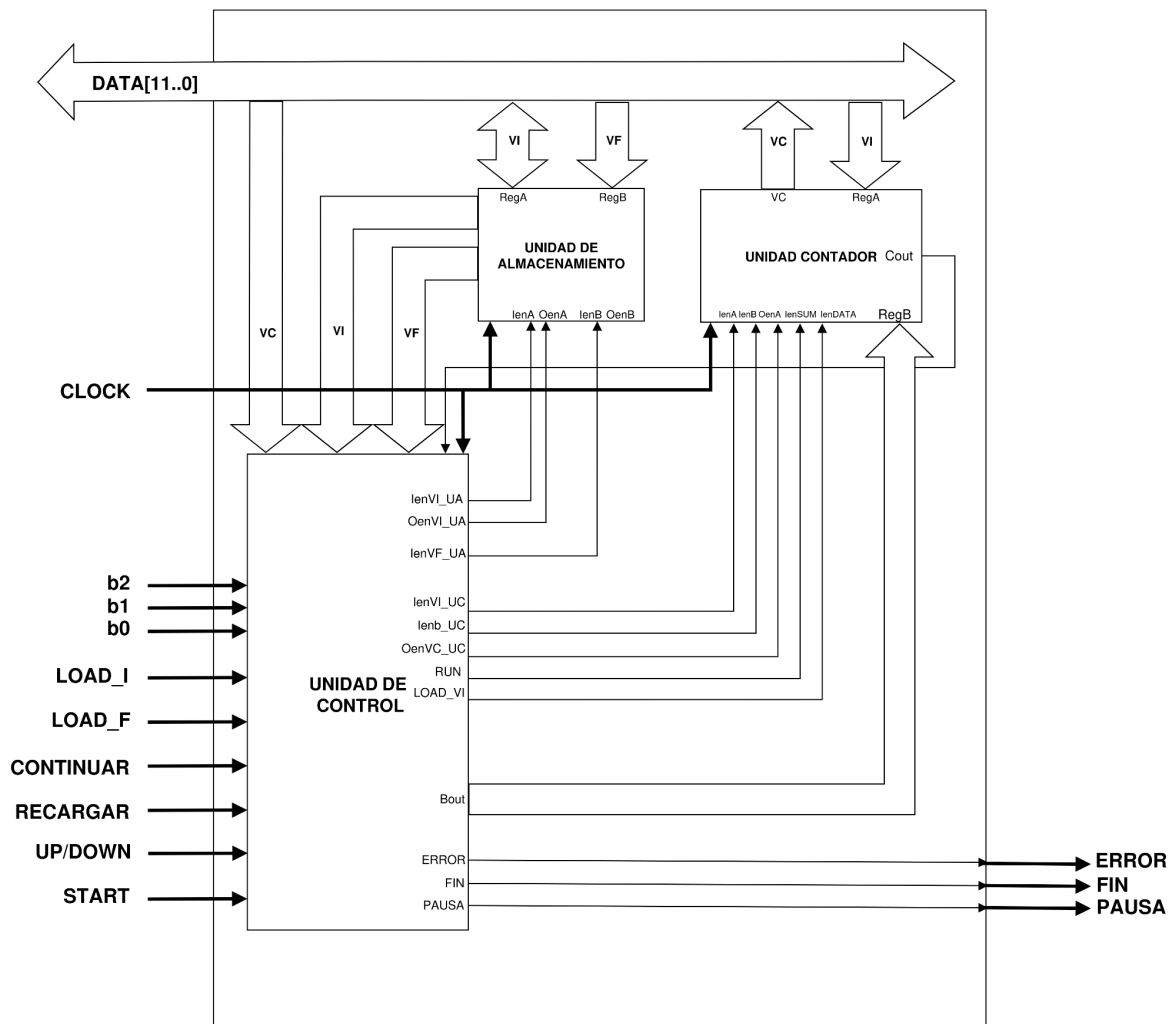 DATA[11..0]
VI
VF
VC
VI
RegA
RegB
VC
RegA
UNIDAD DE
ALMACENAMIENTO
UNIDAD CONTADOR
Cout
IenA OenA
IenB OenB
IenA IenB OenA IenSUM IenDATA
RegB
VC
VI
VF
CLOCK
IenVI_UA
OenVI_UA
IenVF_UA
b2
b1
b0
IenVI_UC
Ienb_UC
OenVC_UC
RUN
LOAD_VI
LOAD_I
UNIDAD DE
CONTROL
LOAD_F
CONTINUAR
RECARGAR
Bout
UP/DOWN
START
ERROR
FIN
PAUSA
ERROR
FIN
PAUSA